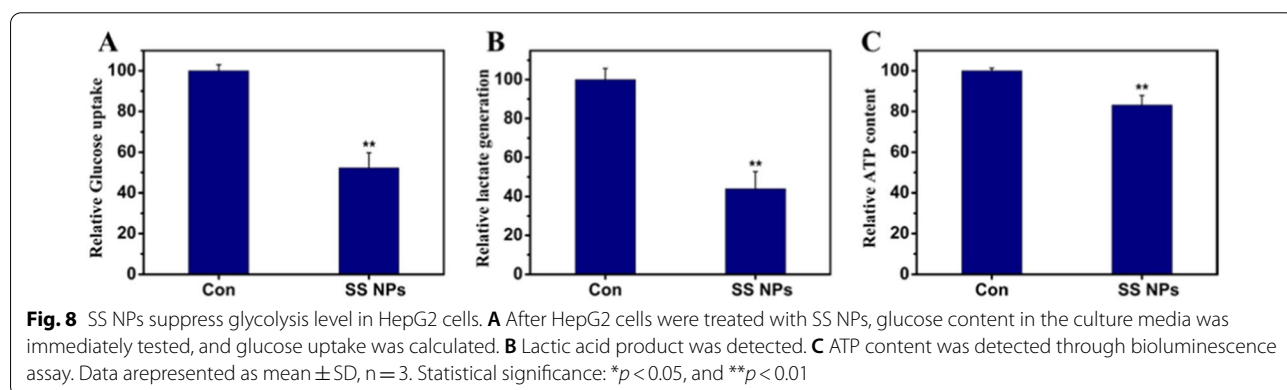 A
Relative Glucose uptake
100
80
60
40
20
0
**
Con
SS NPs
B
Relative lactate generation
100
80
60
40
20
0
**
Con
SS NPs
C
Relative ATP content
100
80
60
40
20
0
**
Con
SS NPs
Fig. 8 SS NPs suppress glycolysis level in HepG2 cells. A After HepG2 cells were treated with SS NPs, glucose content in the culture media was
immediately tested, and glucose uptake was calculated. B Lactic acid product was detected. C ATP content was detected through bioluminescence
assay. Data arepresented as mean ± SD, n = 3. Statistical significance: *p < 0.05, and **p < 0.01